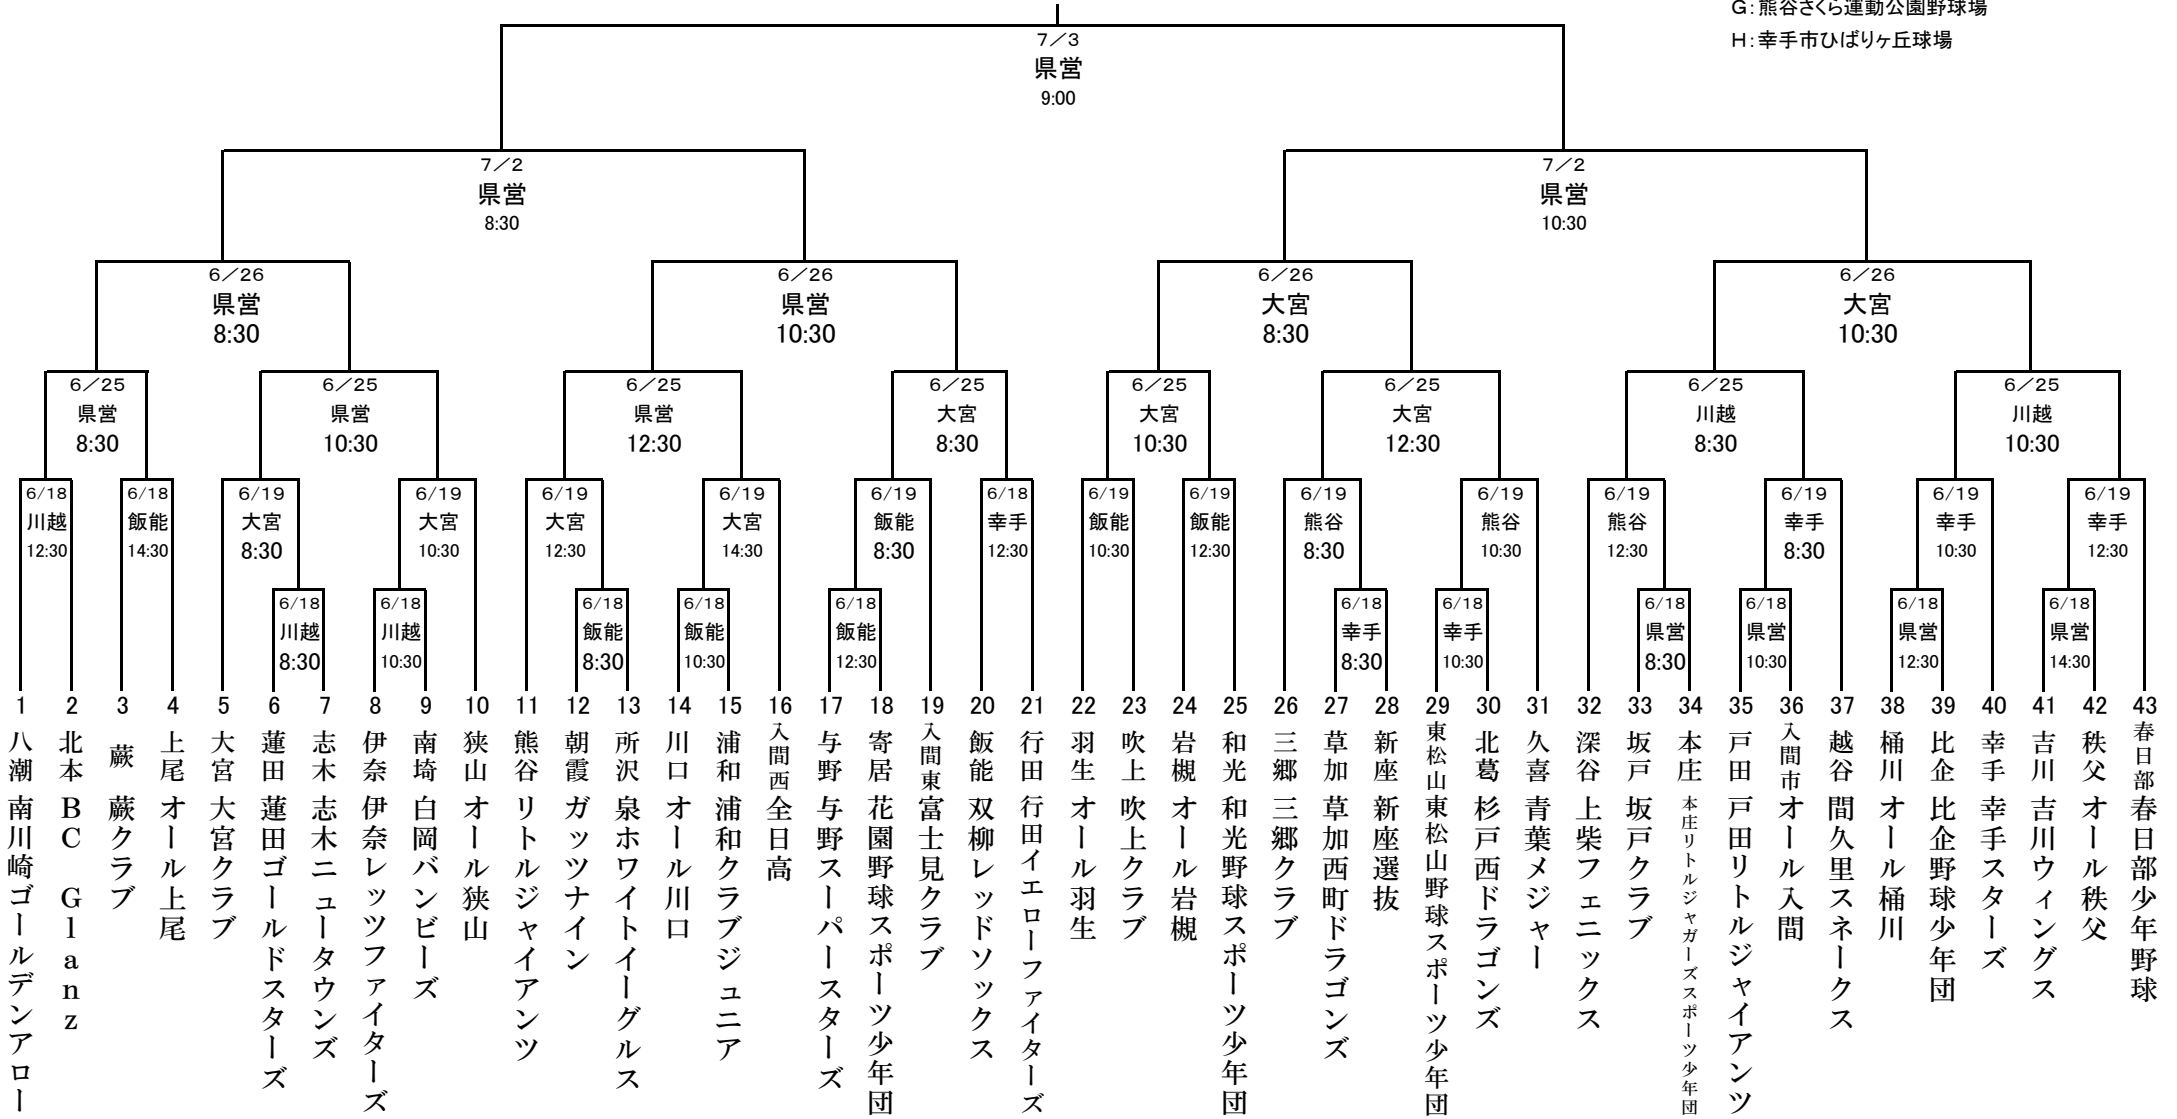 G：熊谷さくら運動公園野球場
H：幸手市ひばりヶ丘球場
7／3
県営
9:00
7／2
県営
8:30
7／2
県営
10:30
6／26
県営
8:30
6／26
県営
10:30
6／26
大宮
8:30
6／26
大宮
10:30
6／25
県営
8:30
6／25
県営
10:30
6／25
県営
12:30
6／25
大宮
8:30
6／25
大宮
10:30
6／25
大宮
12:30
6／25
川越
8:30
6／25
川越
10:30
6/18
川越
12:30
6/18
飯能
14:30
6/19
大宮
8:30
6/19
大宮
10:30
6/19
大宮
12:30
6/19
大宮
14:30
6/19
飯能
8:30
6/18
幸手
12:30
6/19
飯能
10:30
6/19
飯能
12:30
6/19
熊谷
8:30
6/19
熊谷
10:30
6/19
熊谷
12:30
6/19
幸手
8:30
6/19
幸手
10:30
6/19
幸手
12:30
6/18
川越
8:30
6/18
川越
10:30
6/18
飯能
8:30
6/18
飯能
10:30
6/18
飯能
12:30
6/18
幸手
8:30
6/18
幸手
10:30
6/18
県営
8:30
6/18
県営
10:30
6/18
県営
12:30
6/18
県営
14:30
1 八潮 南川崎ゴールデンアロー
2 北本 BC Glanz
3 蕨 蕨クラブ
4 上尾 オール上尾
5 大宮 大宮クラブ
6 蓮田 蓮田ゴールドスターズ
7 志木 志木ニュータウンズ
8 伊奈 伊奈レッツファイターズ
9 南埼 白岡バンビーズ
10 狭山 オール狭山
11 熊谷 リトルジャイアンツ
12 朝霞 ガッツナイン
13 所沢 泉ホワイトイーグルス
14 川口 オール川口
15 浦和 浦和クラブジュニア
16 入間西 全日高
17 与野 与野スーパースターズ
18 寄居 花園野球スポーツ少年団
19 入間東 富士見クラブ
20 飯能 双柳レッドソックス
21 行田 行田イエローファイターズ
22 羽生 オール羽生
23 吹上 吹上クラブ
24 岩槻 オール岩槻
25 和光 和光野球スポーツ少年団
26 三郷 三郷クラブ
27 草加 草加西町ドラゴンズ
28 新座 新座選抜
29 東松山 東松山野球スポーツ少年団
30 北葛 杉戸西ドラゴンズ
31 久喜 青葉メジャー
32 深谷 上柴フェニックス
33 坂戸 坂戸クラブ
34 本庄 本庄リトルジャガーズスポーツ少年団
35 戸田 戸田リトルジャイアンツ
36 入間市 オール入間
37 越谷 間久里スネークス
38 桶川 オール桶川
39 比企 比企野球少年団
40 幸手 幸手スターズ
41 吉川 吉川ウィングス
42 秩父 オール秩父
43 春日部 春日部少年野球